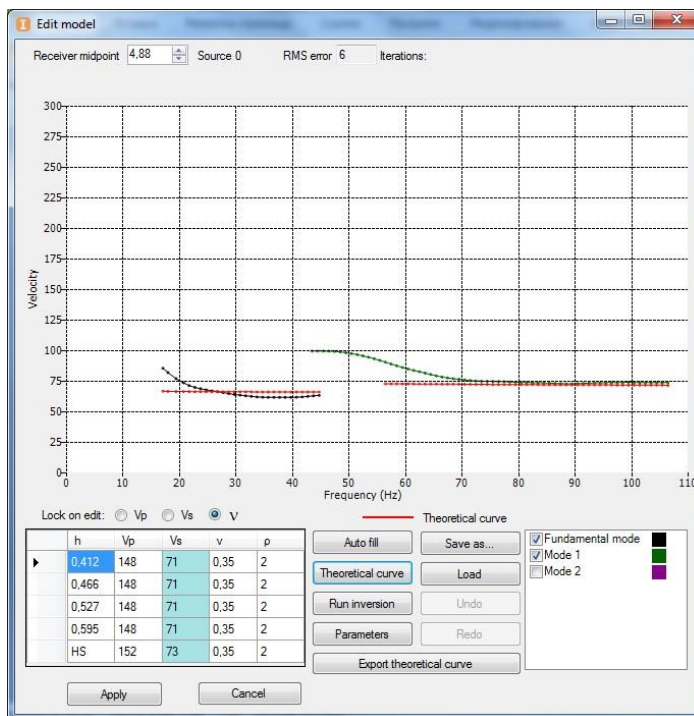 Edit model
Receiver midpoint 4,88 Source 0 RMS error 6 Iterations:
300
275
250
225
200
175
150
125
100
75
50
25
0
Velocity
0 10 20 30 40 50 60 70 80 90 100 110
Frequency (Hz)
Lock on edit: Vp Vs V
Theoretical curve
h Vp Vs ν ρ
0,412 148 71 0,35 2
0,466 148 71 0,35 2
0,527 148 71 0,35 2
0,595 148 71 0,35 2
HS 152 73 0,35 2
Auto fill Save as...
Theoretical curve Load
Run inversion Undo
Parameters Redo
Export theoretical curve
Fundamental mode
Mode 1
Mode 2
Apply Cancel